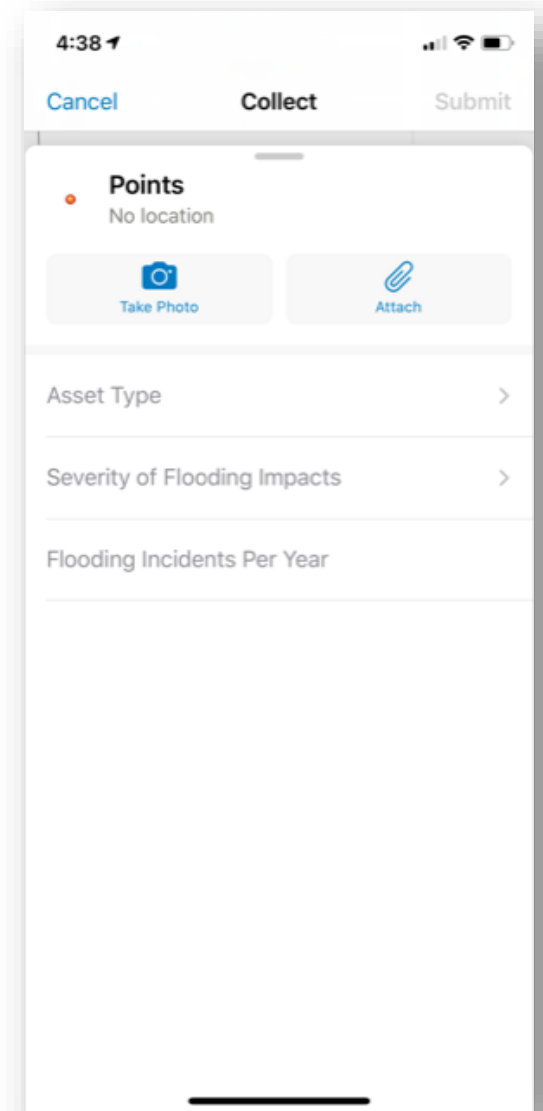 4:38
Cancel Collect Submit
Points
No location
Take Photo Attach
Asset Type
Severity of Flooding Impacts
Flooding Incidents Per Year